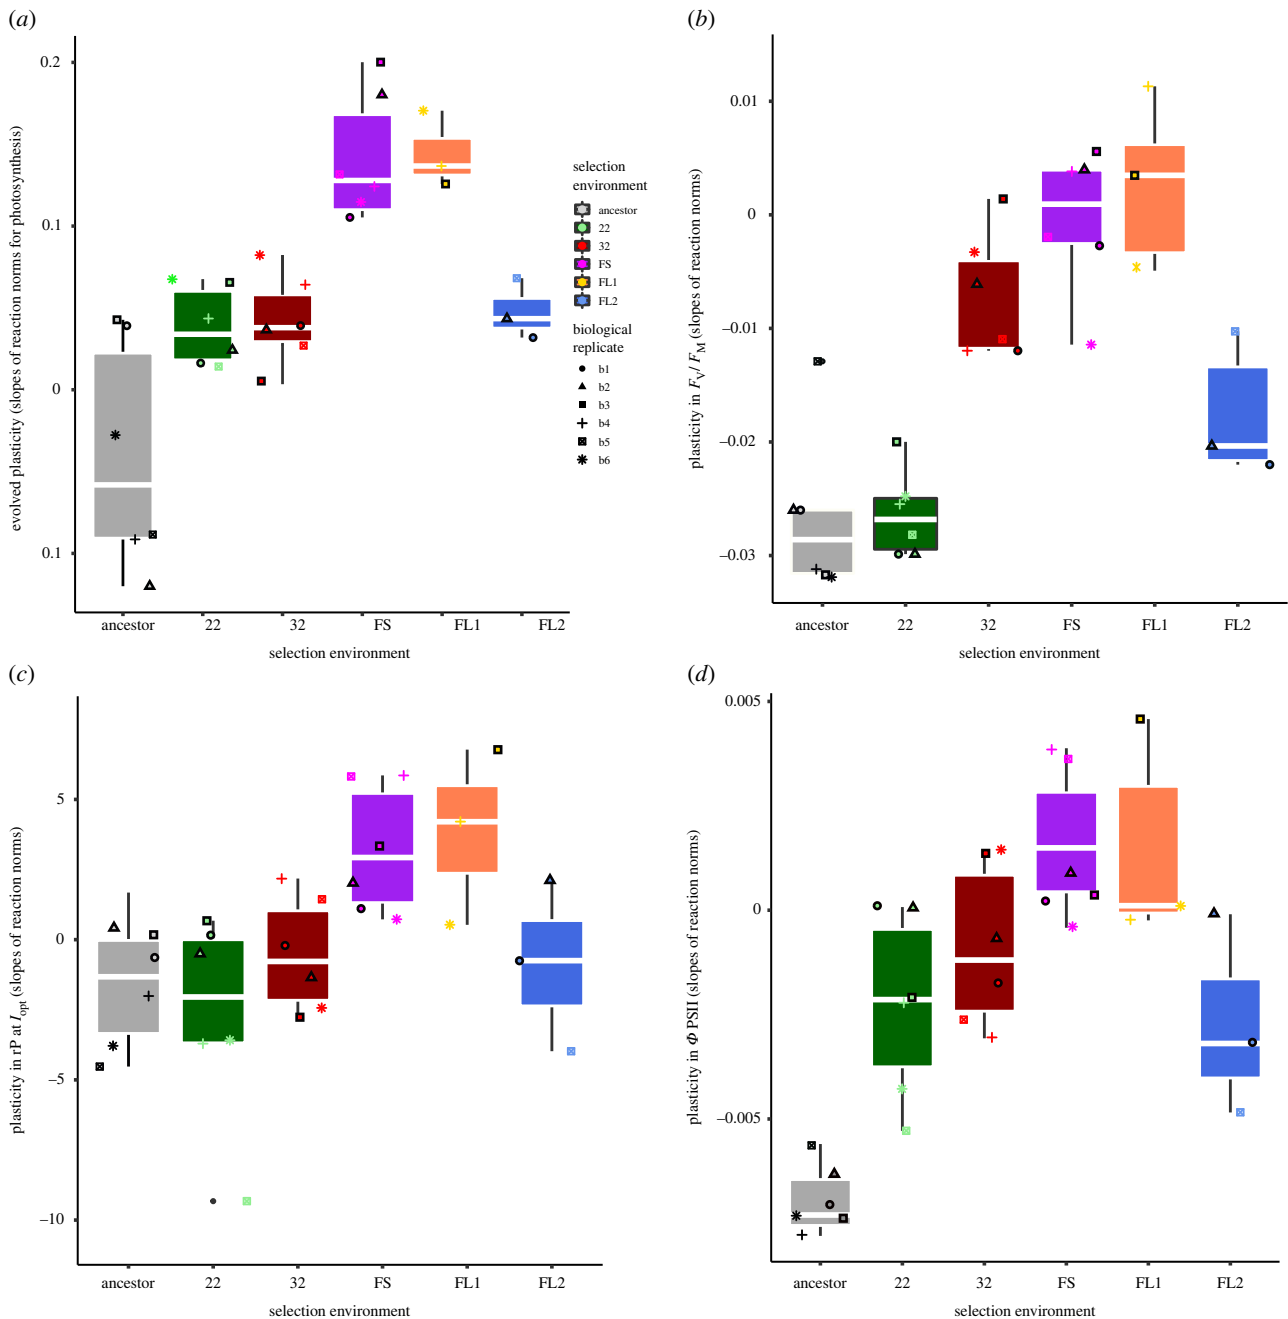 (a)
evolved plasticity (slopes of reaction norms for photosynthesis)
0.2
0.1
0
0.1
ancestor 22 32 FS FL1 FL2
selection environment
selection
environment
ancestor
22
32
FS
FL1
FL2
biological
replicate
b1
b2
b3
b4
b5
b6
(b)
plasticity in FV/FM (slopes of reaction norms)
0.01
0
–0.01
–0.02
–0.03
ancestor 22 32 FS FL1 FL2
selection environment
(c)
plasticity in rP at Iopt (slopes of reaction norms)
5
0
–5
–10
ancestor 22 32 FS FL1 FL2
selection environment
(d)
plasticity in Φ PSII (slopes of reaction norms)
0.005
0
–0.005
ancestor 22 32 FS FL1 FL2
selection environment